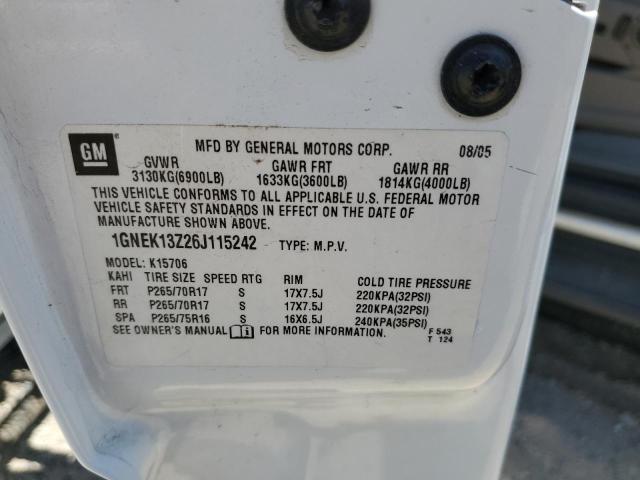 GM
MFD BY GENERAL MOTORS CORP. 08/05
GVWR GAWR FRT GAWR RR
3130KG(6900LB) 1633KG(3600LB) 1814KG(4000LB)
THIS VEHICLE CONFORMS TO ALL APPLICABLE U.S. FEDERAL MOTOR
VEHICLE SAFETY STANDARDS IN EFFECT ON THE DATE OF
MANUFACTURE SHOWN ABOVE.
1GNEK13Z26J115242 TYPE: M.P.V.
MODEL: K15706
KAHI TIRE SIZE SPEED RTG RIM COLD TIRE PRESSURE
FRT P265/70R17 S 17X7.5J 220KPA(32PSI)
RR P265/70R17 S 17X7.5J 220KPA(32PSI)
SPA P265/75R16 S 16X6.5J 240KPA(35PSI)
SEE OWNER'S MANUAL FOR MORE INFORMATION. F 543
T 124